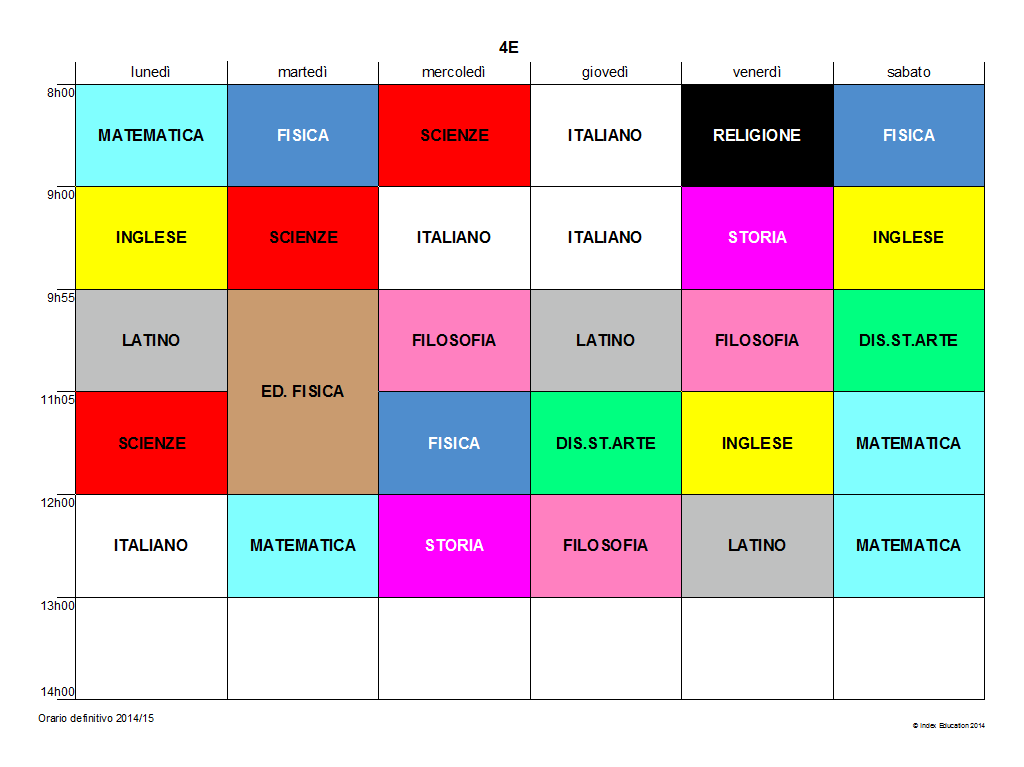 4E
lunedì martedì mercoledì giovedì venerdì sabato
8h00
MATEMATICA FISICA SCIENZE ITALIANO RELIGIONE FISICA
9h00
INGLESE SCIENZE ITALIANO ITALIANO STORIA INGLESE
9h55
LATINO FILOSOFIA LATINO FILOSOFIA DIS.ST.ARTE
ED. FISICA
11h05
SCIENZE FISICA DIS.ST.ARTE INGLESE MATEMATICA
12h00
ITALIANO MATEMATICA STORIA FILOSOFIA LATINO MATEMATICA
13h00
14h00
Orario definitivo 2014/15
© Index Education 2014